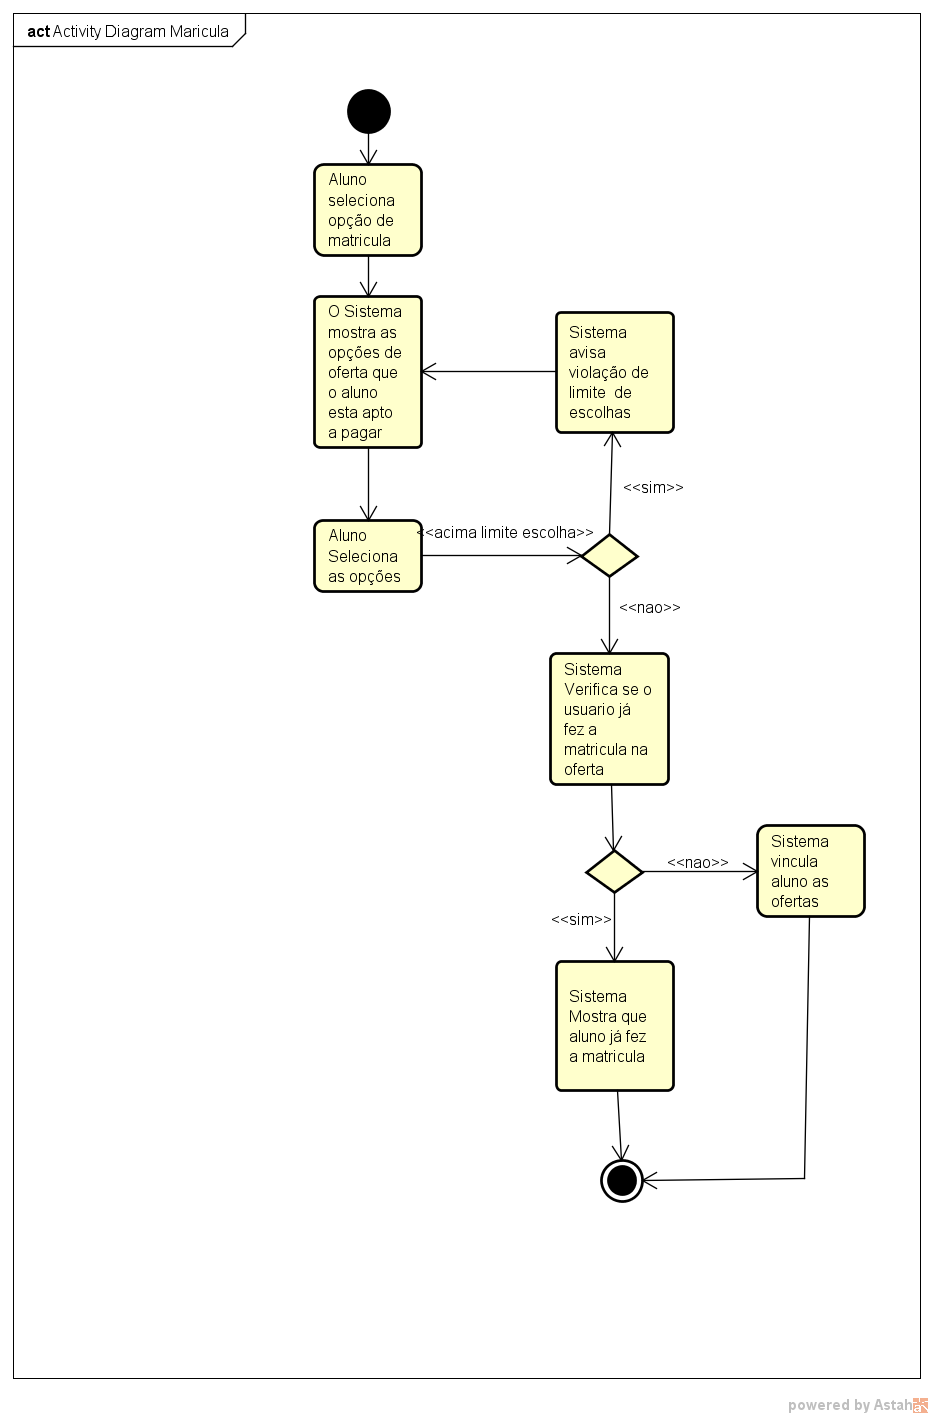 act Activity Diagram Maricula
Aluno
seleciona
opção de
matricula
O Sistema
mostra as
opções de
oferta que
o aluno
esta apto
a pagar
Sistema
avisa
violação de
limite de
escolhas
<<sim>>
Aluno
Seleciona
as opções
<<acima limite escolha>>
<<nao>>
Sistema
Verifica se o
usuario já
fez a
matricula na
oferta
<<nao>>
Sistema
vincula
aluno as
ofertas
<<sim>>
Sistema
Mostra que
aluno já fez
a matricula
powered by Astah